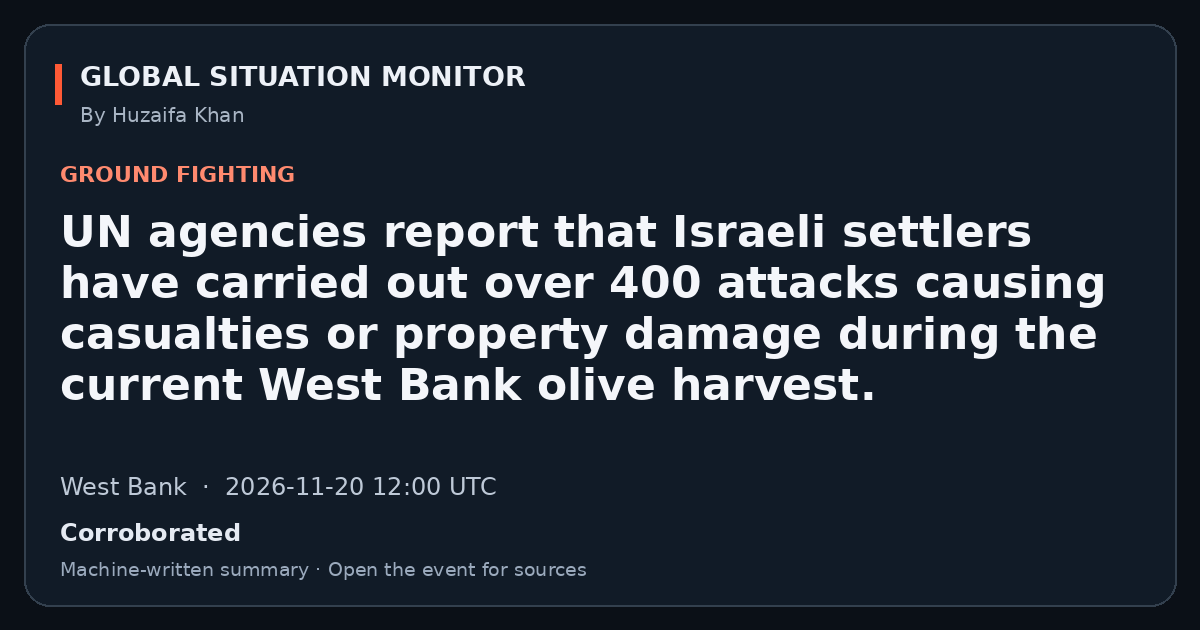 GLOBAL SITUATION MONITOR
By Huzaifa Khan
GROUND FIGHTING
UN agencies report that Israeli settlers
have carried out over 400 attacks causing
casualties or property damage during the
current West Bank olive harvest.
West Bank · 2026-11-20 12:00 UTC
Corroborated
Machine-written summary · Open the event for sources